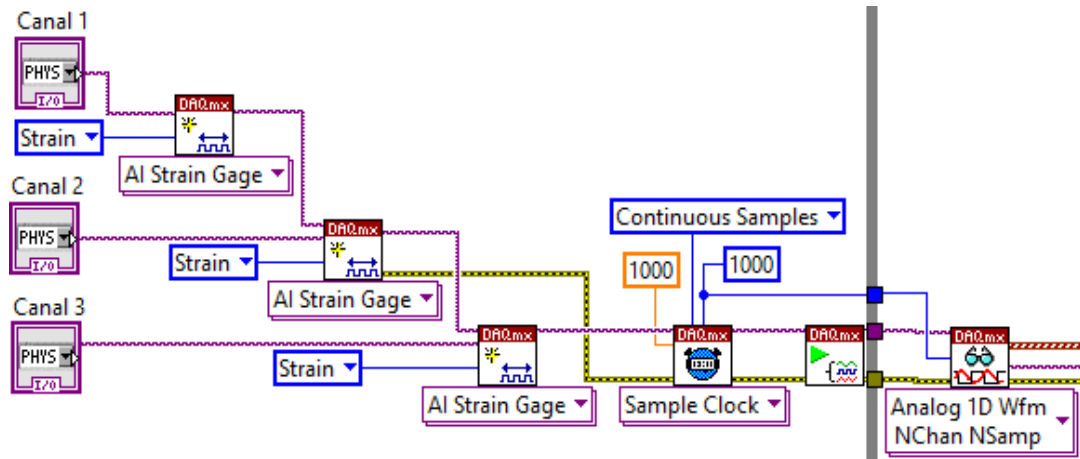 Canal 1
PHYS
I/O
DAQmx
Strain
AI Strain Gage
Canal 2
PHYS
I/O
DAQmx
Strain
AI Strain Gage
Canal 3
PHYS
I/O
DAQmx
Strain
AI Strain Gage
Continuous Samples
1000
1000
DAQmx
Sample Clock
DAQmx
DAQmx
Analog 1D Wfm
NChan NSamp